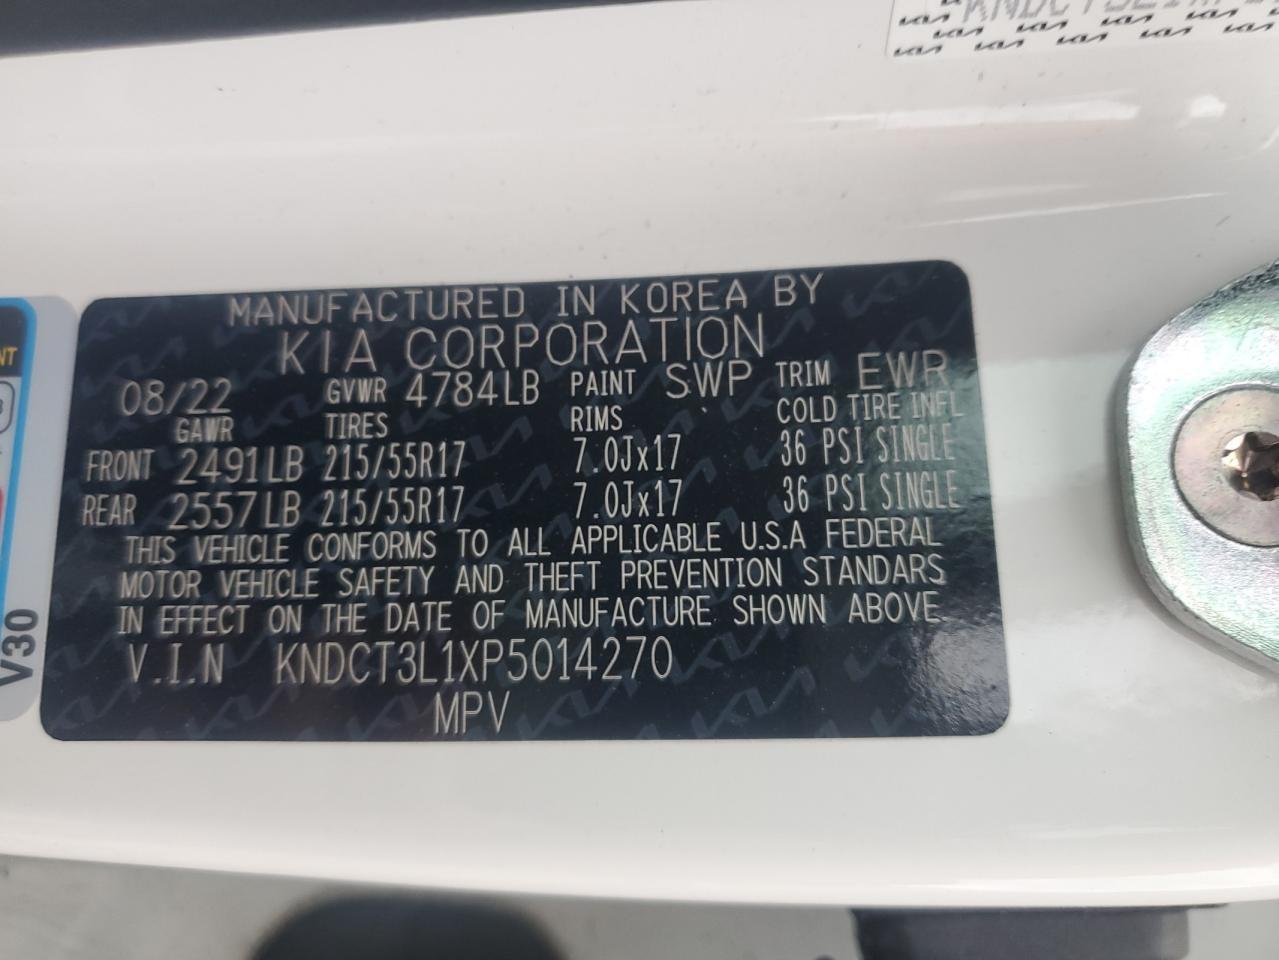 MANUFACTURED IN KOREA BY
KIA CORPORATION
08/22 GVWR 4784LB PAINT SWP TRIM EWR
GAWR TIRES RIMS COLD TIRE INFL
FRONT 2491LB 215/55R17 7.0Jx17 36 PSI SINGLE
REAR 2557LB 215/55R17 7.0Jx17 36 PSI SINGLE
THIS VEHICLE CONFORMS TO ALL APPLICABLE U.S.A FEDERAL
MOTOR VEHICLE SAFETY AND THEFT PREVENTION STANDARS
IN EFFECT ON THE DATE OF MANUFACTURE SHOWN ABOVE.
V.I.N KNDCT3L1XP5014270
MPV
V30